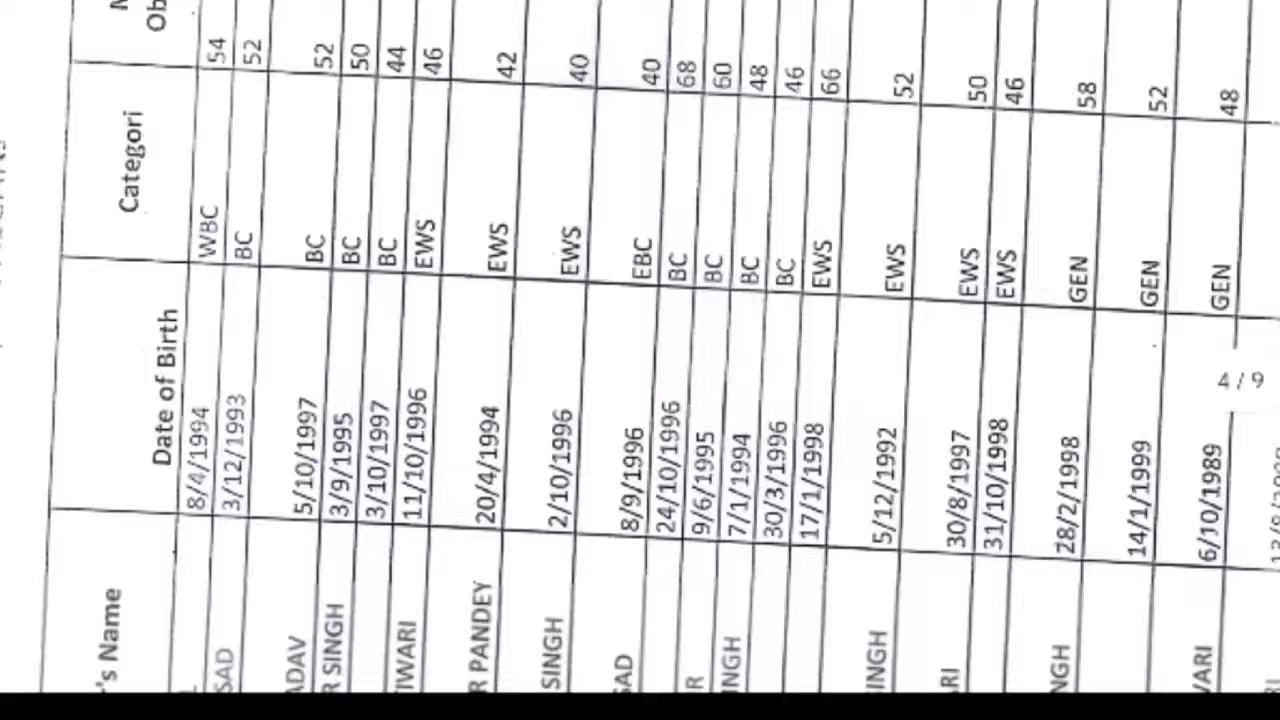 's Name Date of Birth Categori Ob
8/4/1994 WBC 54
SAD 3/12/1993 BC 52
ADAV 5/10/1997 BC 52
R SINGH 3/9/1995 BC 50
3/10/1997 BC 44
IWARI 11/10/1996 EWS 46
R PANDEY 20/4/1994 EWS 42
SINGH 2/10/1996 EWS 40
SAD 8/9/1996 EBC 40
24/10/1996 BC 68
R 9/6/1995 BC 60
INGH 7/1/1994 BC 48
30/3/1996 BC 46
17/1/1998 EWS 66
SINGH 5/12/1992 EWS 52
RI 30/8/1997 EWS 50
31/10/1998 EWS 46
NGH 28/2/1998 GEN 58
14/1/1999 GEN 52
VARI 6/10/1989 GEN 48
4 / 9